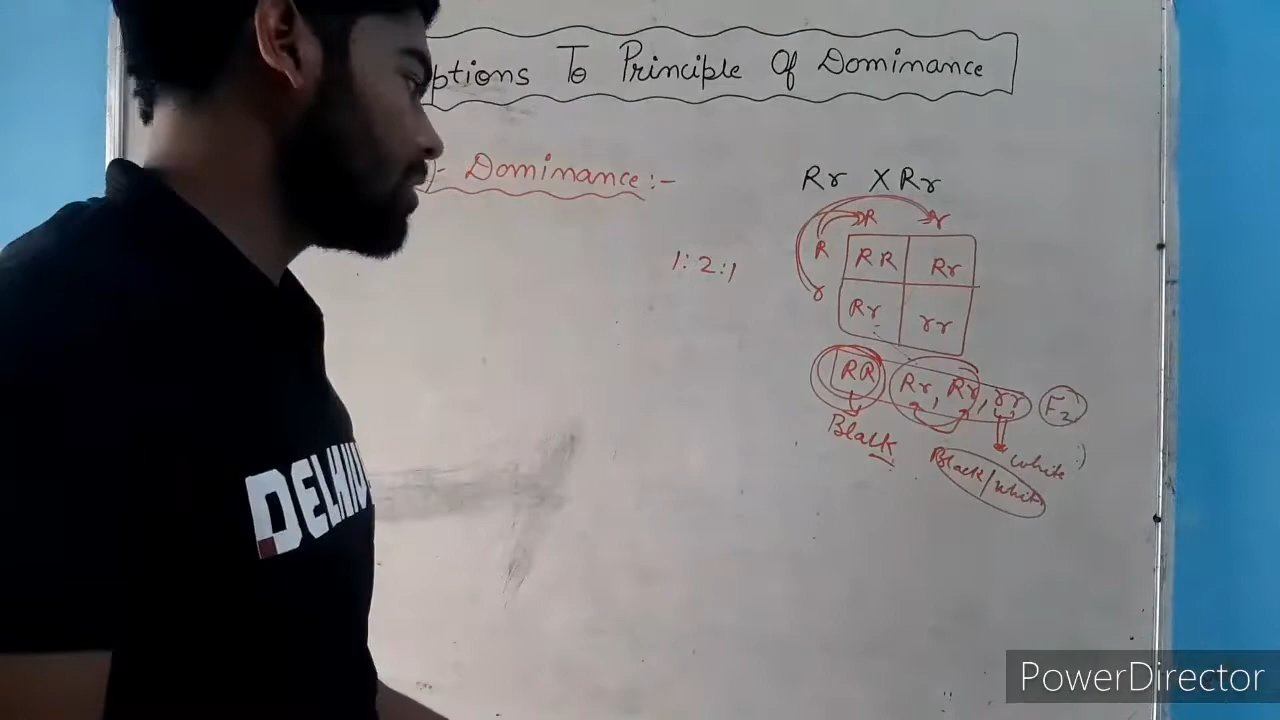 ptions To Principle Of Dominance
)- Dominance:-
Rr X Rr
R r
R RR Rr
1:2:1
r Rr rr
RR Rr, Rr, rr F2
Black
white
Black/white
DELHIV
PowerDirector